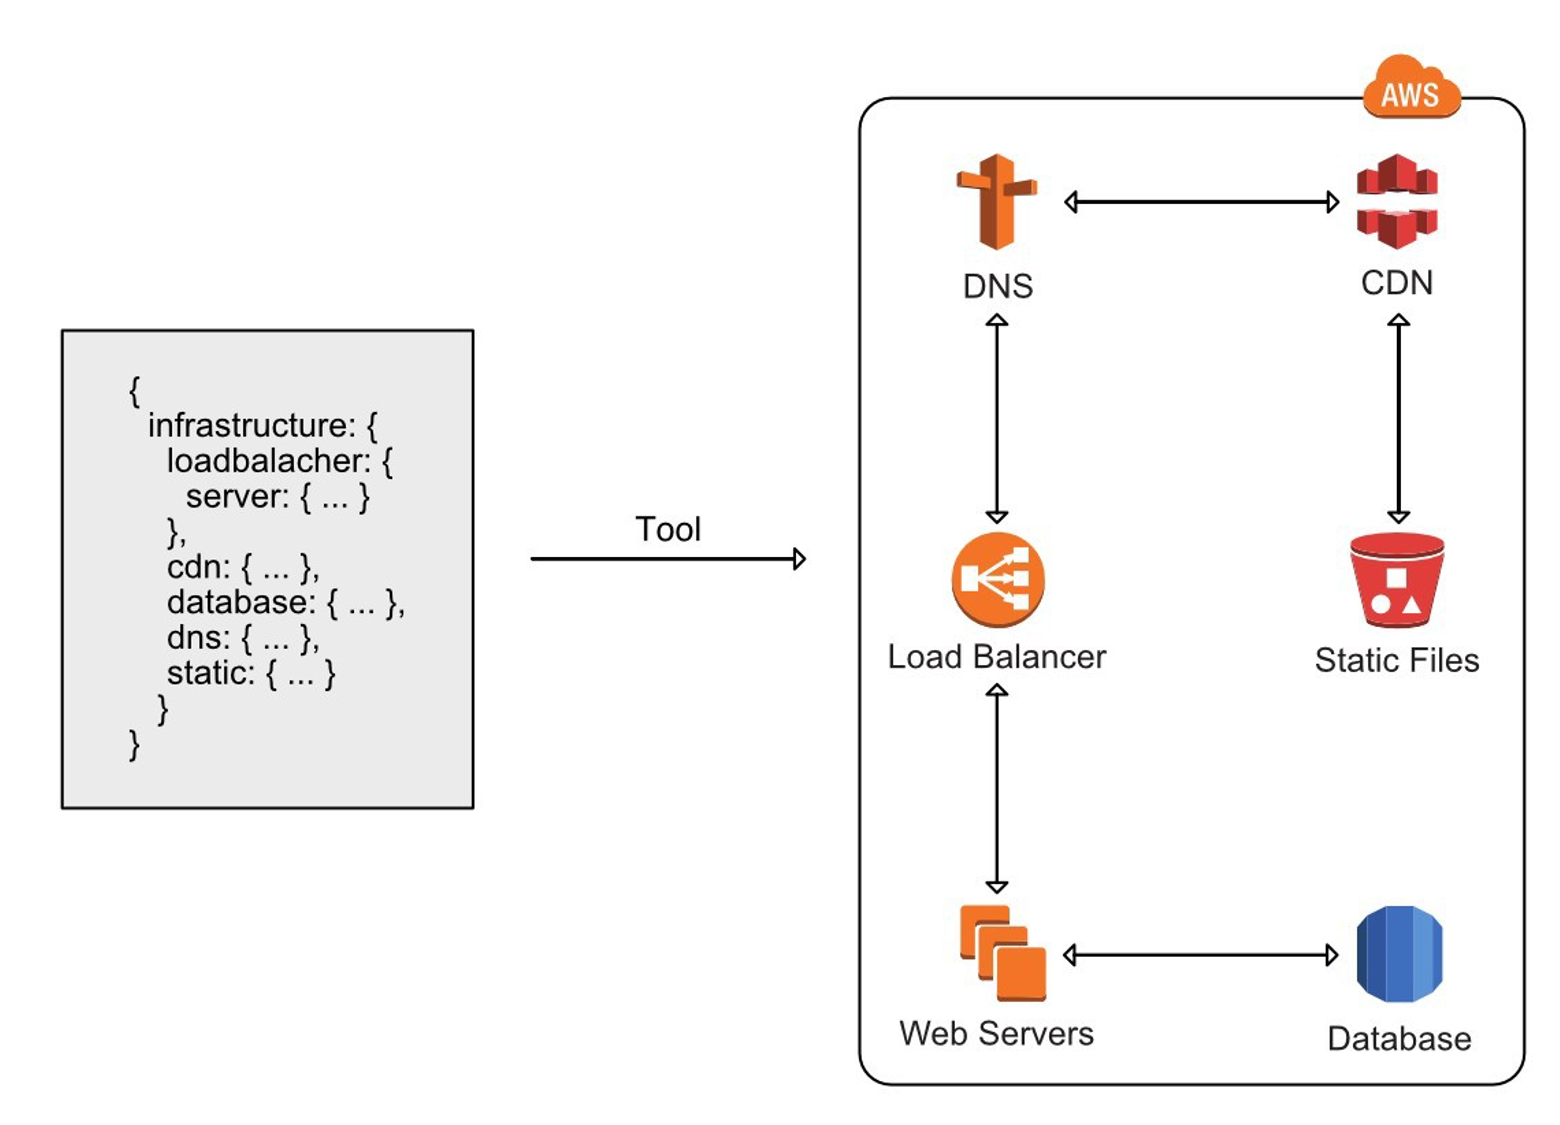 {
infrastructure: {
loadbalacher: {
server: { ... }
},
cdn: { ... },
database: { ... },
dns: { ... },
static: { ... }
}
}
Tool
AWS
DNS
CDN
Load Balancer
Static Files
Web Servers
Database